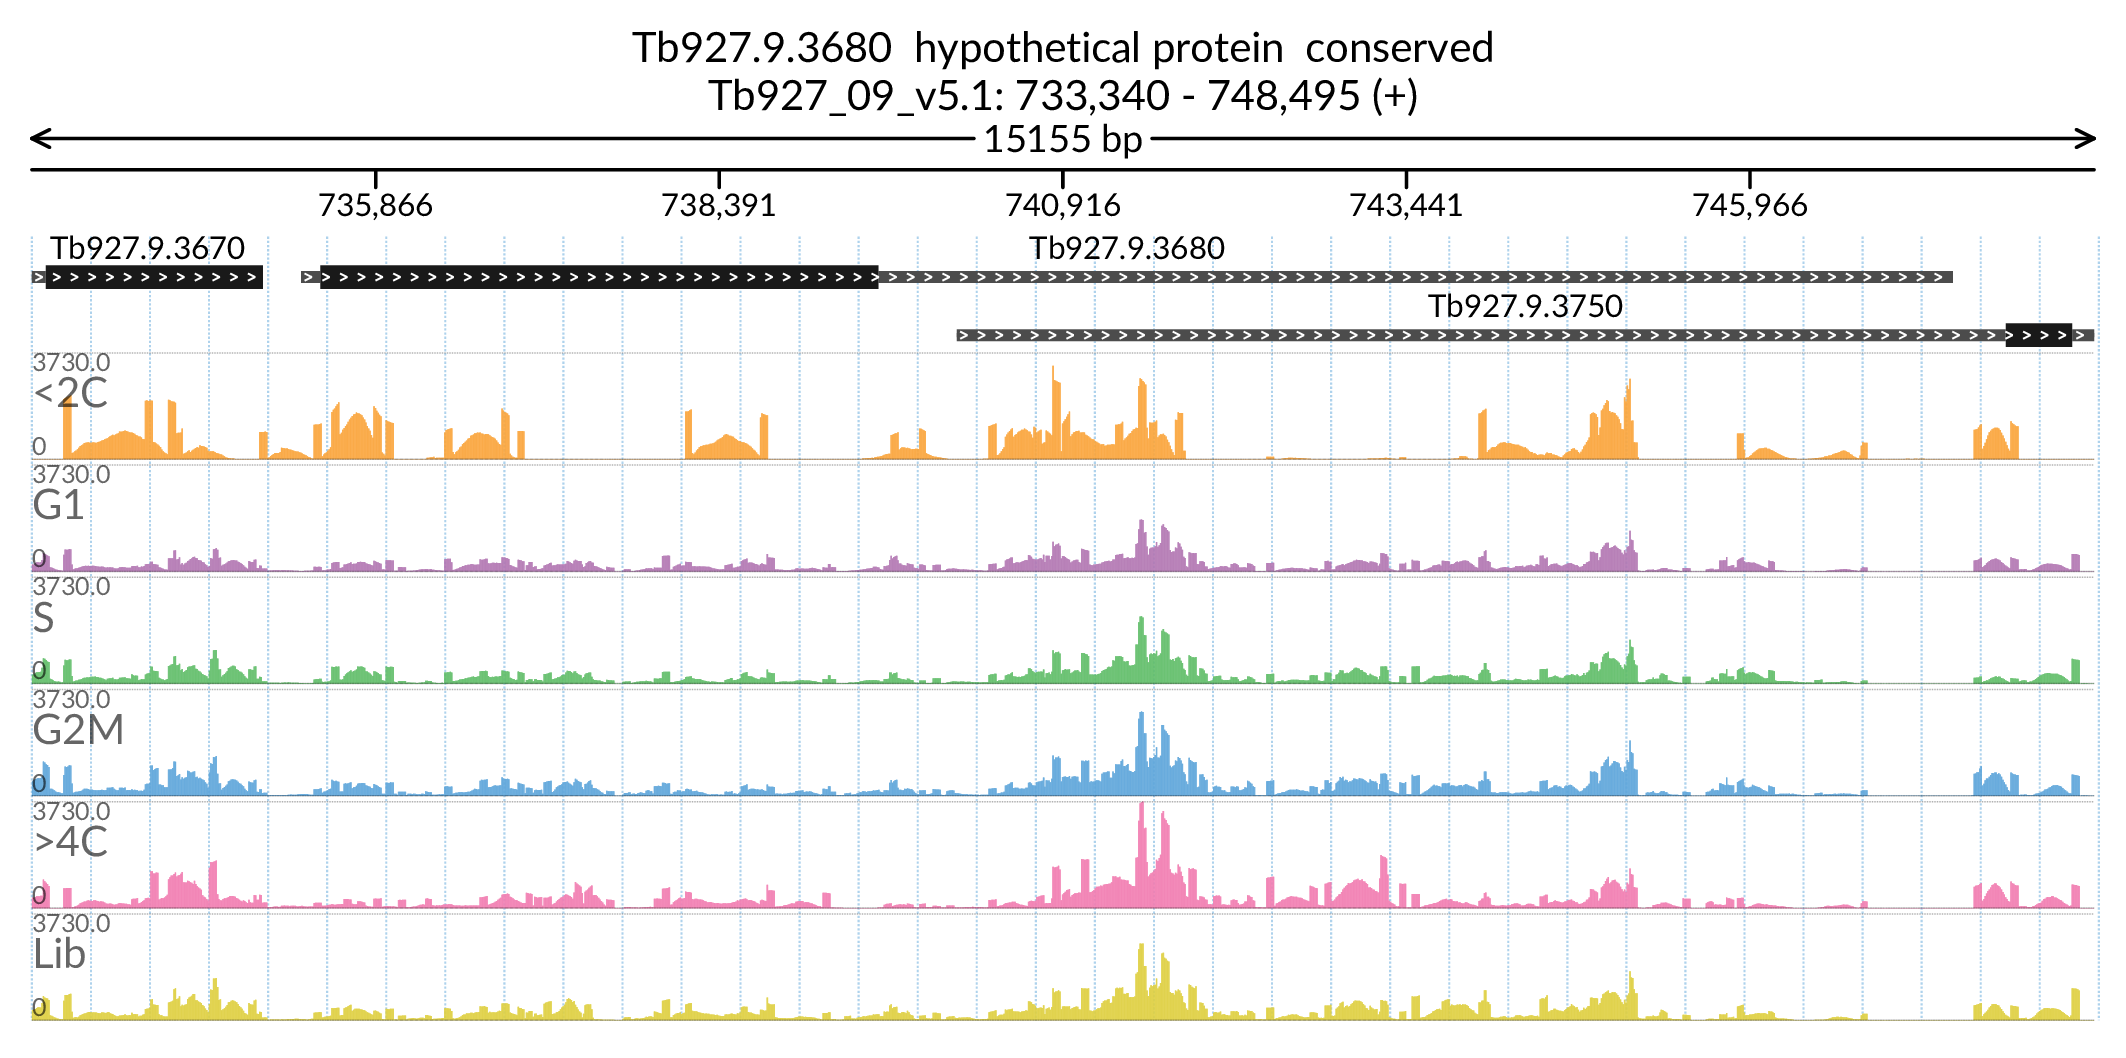 Tb927.9.3680  hypothetical protein  conserved
Tb927_09_v5.1: 733,340 - 748,495 (+)
15155 bp
735,866 738,391 740,916 743,441 745,966
Tb927.9.3670 Tb927.9.3680
Tb927.9.3750
3730.0
<2C
0
3730.0
G1
0
3730.0
S
0
3730.0
G2M
0
3730.0
>4C
0
3730.0
Lib
0